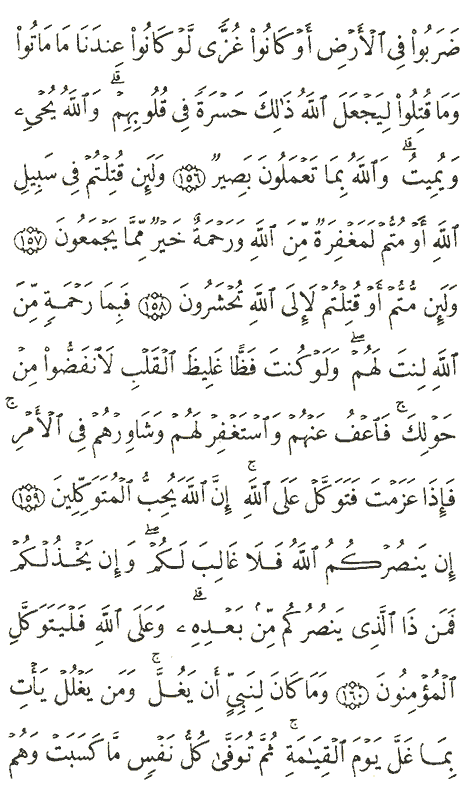 ضَرَبُوا۟ فِى ٱلْأَرْضِ أَوْ كَانُوا۟ غُزًّى لَّوْ كَانُوا۟ عِندَنَا مَا مَاتُوا۟
وَمَا قُتِلُوا۟ لِيَجْعَلَ ٱللَّهُ ذَٰلِكَ حَسْرَةً فِى قُلُوبِهِمْ ۗ وَٱللَّهُ يُحْىِۦ
وَيُمِيتُ ۗ وَٱللَّهُ بِمَا تَعْمَلُونَ بَصِيرٌ ١٥٦ وَلَئِن قُتِلْتُمْ فِى سَبِيلِ
ٱللَّهِ أَوْ مُتُّمْ لَمَغْفِرَةٌ مِّنَ ٱللَّهِ وَرَحْمَةٌ خَيْرٌ مِّمَّا يَجْمَعُونَ ١٥٧
وَلَئِن مُّتُّمْ أَوْ قُتِلْتُمْ لَإِلَى ٱللَّهِ تُحْشَرُونَ ١٥٨ فَبِمَا رَحْمَةٍ مِّنَ
ٱللَّهِ لِنتَ لَهُمْ ۖ وَلَوْ كُنتَ فَظًّا غَلِيظَ ٱلْقَلْبِ لَٱنفَضُّوا۟ مِنْ
حَوْلِكَ ۖ فَٱعْفُ عَنْهُمْ وَٱسْتَغْفِرْ لَهُمْ وَشَاوِرْهُمْ فِى ٱلْأَمْرِ ۖ
فَإِذَا عَزَمْتَ فَتَوَكَّلْ عَلَى ٱللَّهِ ۚ إِنَّ ٱللَّهَ يُحِبُّ ٱلْمُتَوَكِّلِينَ ١٥٩
إِن يَنصُرْكُمُ ٱللَّهُ فَلَا غَالِبَ لَكُمْ ۖ وَإِن يَخْذُلْكُمْ
فَمَن ذَا ٱلَّذِى يَنصُرُكُم مِّنۢ بَعْدِهِۦ ۗ وَعَلَى ٱللَّهِ فَلْيَتَوَكَّلِ
ٱلْمُؤْمِنُونَ ١٦٠ وَمَا كَانَ لِنَبِىٍّ أَن يَغُلَّ ۚ وَمَن يَغْلُلْ يَأْتِ
بِمَا غَلَّ يَوْمَ ٱلْقِيَٰمَةِ ۚ ثُمَّ تُوَفَّىٰ كُلُّ نَفْسٍ مَّا كَسَبَتْ وَهُمْ